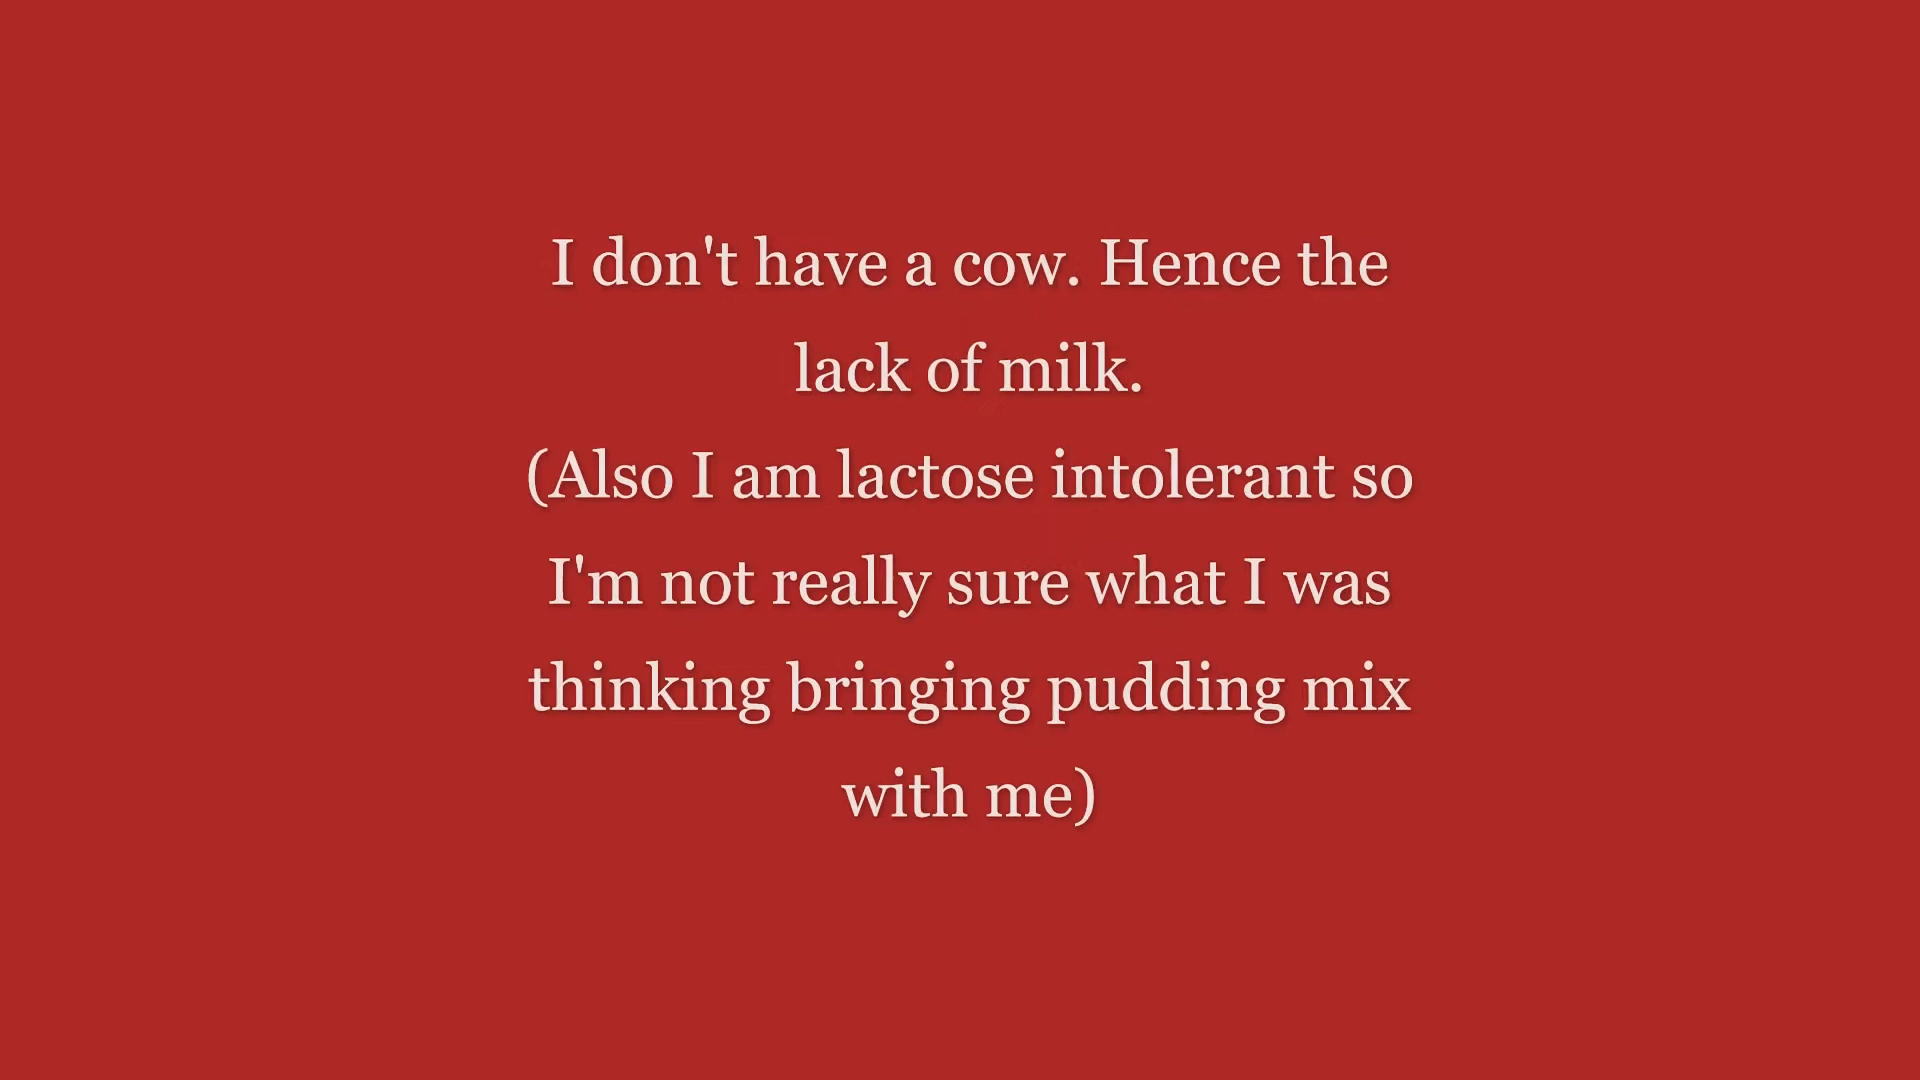 I don't have a cow. Hence the
lack of milk.
(Also I am lactose intolerant so
I'm not really sure what I was
thinking bringing pudding mix
with me)